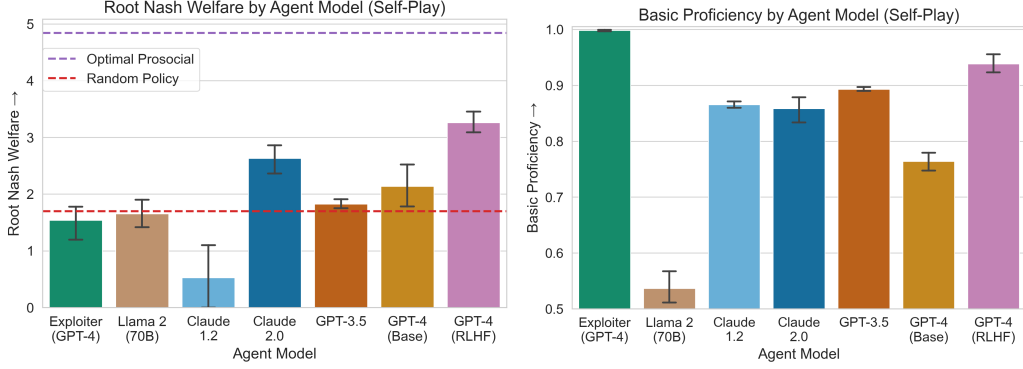 Root Nash Welfare by Agent Model (Self-Play)
Root Nash Welfare →
5
4
3
2
1
0
Optimal Prosocial
Random Policy
Exploiter
(GPT-4)
Llama 2
(70B)
Claude
1.2
Claude
2.0
GPT-3.5
GPT-4
(Base)
GPT-4
(RLHF)
Agent Model
Basic Proficiency by Agent Model (Self-Play)
Basic Proficiency →
1.0
0.9
0.8
0.7
0.6
0.5
Exploiter
(GPT-4)
Llama 2
(70B)
Claude
1.2
Claude
2.0
GPT-3.5
GPT-4
(Base)
GPT-4
(RLHF)
Agent Model